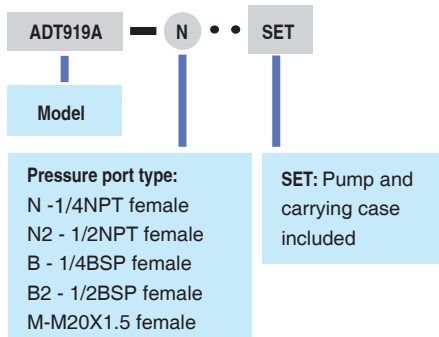 ADT919A — N • • SET
Model
Pressure port type:
N -1/4NPT female
N2 - 1/2NPT female
B - 1/4BSP female
B2 - 1/2BSP female
M-M20X1.5 female
SET: Pump and
carrying case
included